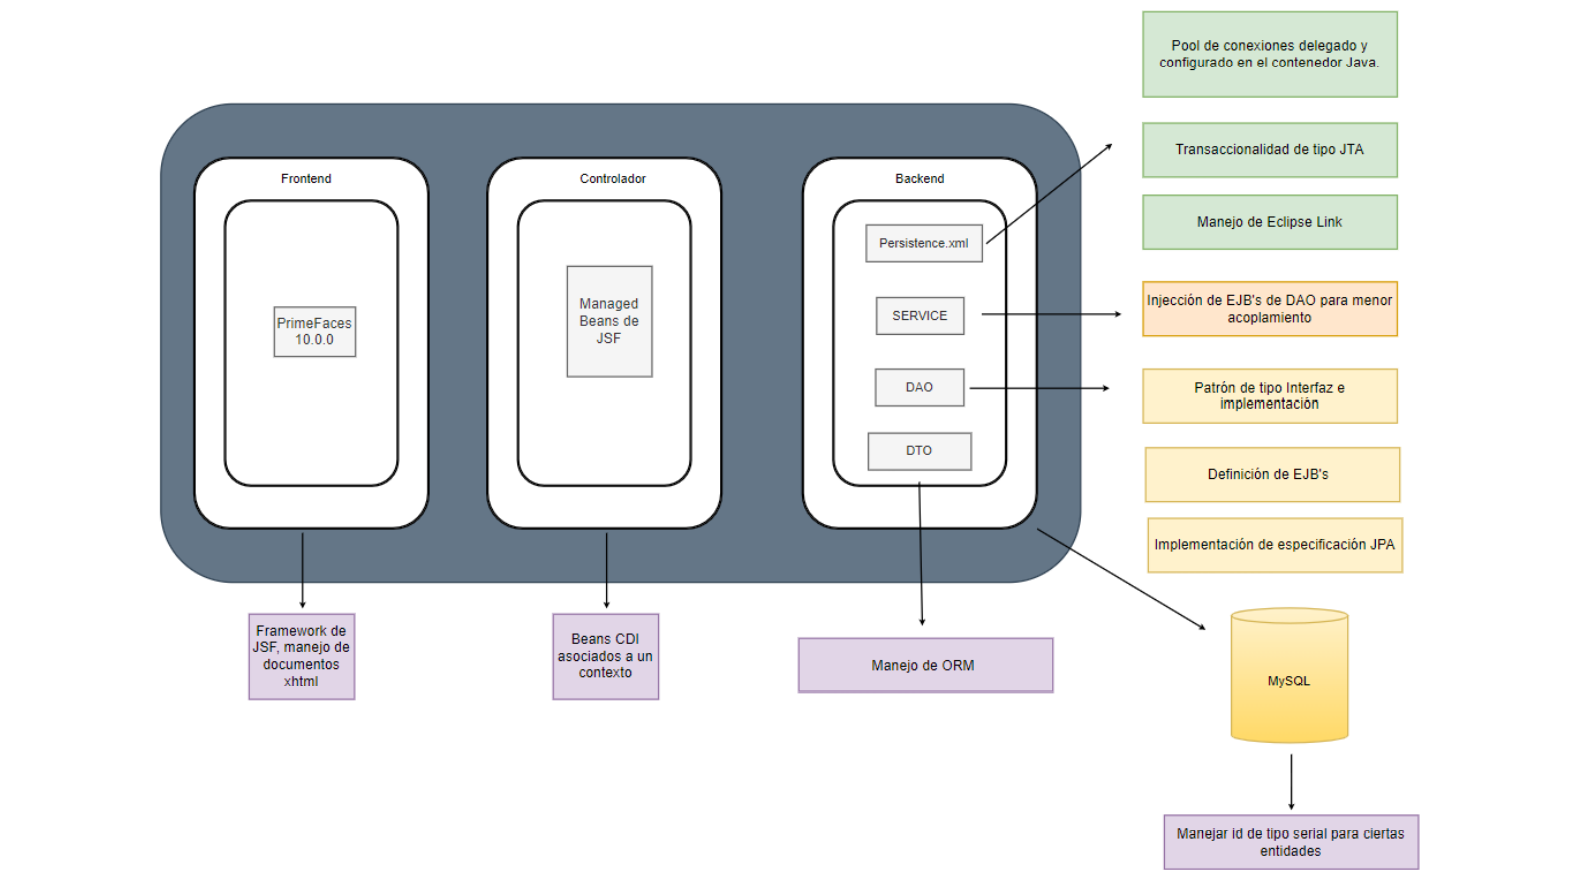 Pool de conexiones delegado y
configurado en el contenedor Java.
Transaccionalidad de tipo JTA
Manejo de Eclipse Link
Frontend
PrimeFaces
10.0.0
Controlador
Managed
Beans de
JSF
Backend
Persistence.xml
SERVICE
DAO
DTO
Injección de EJB's de DAO para menor
acoplamiento
Patrón de tipo Interfaz e
implementación
Definición de EJB's
Implementación de especificación JPA
Framework de
JSF, manejo de
documentos
xhtml
Beans CDI
asociados a un
contexto
Manejo de ORM
MySQL
Manejar id de tipo serial para ciertas
entidades